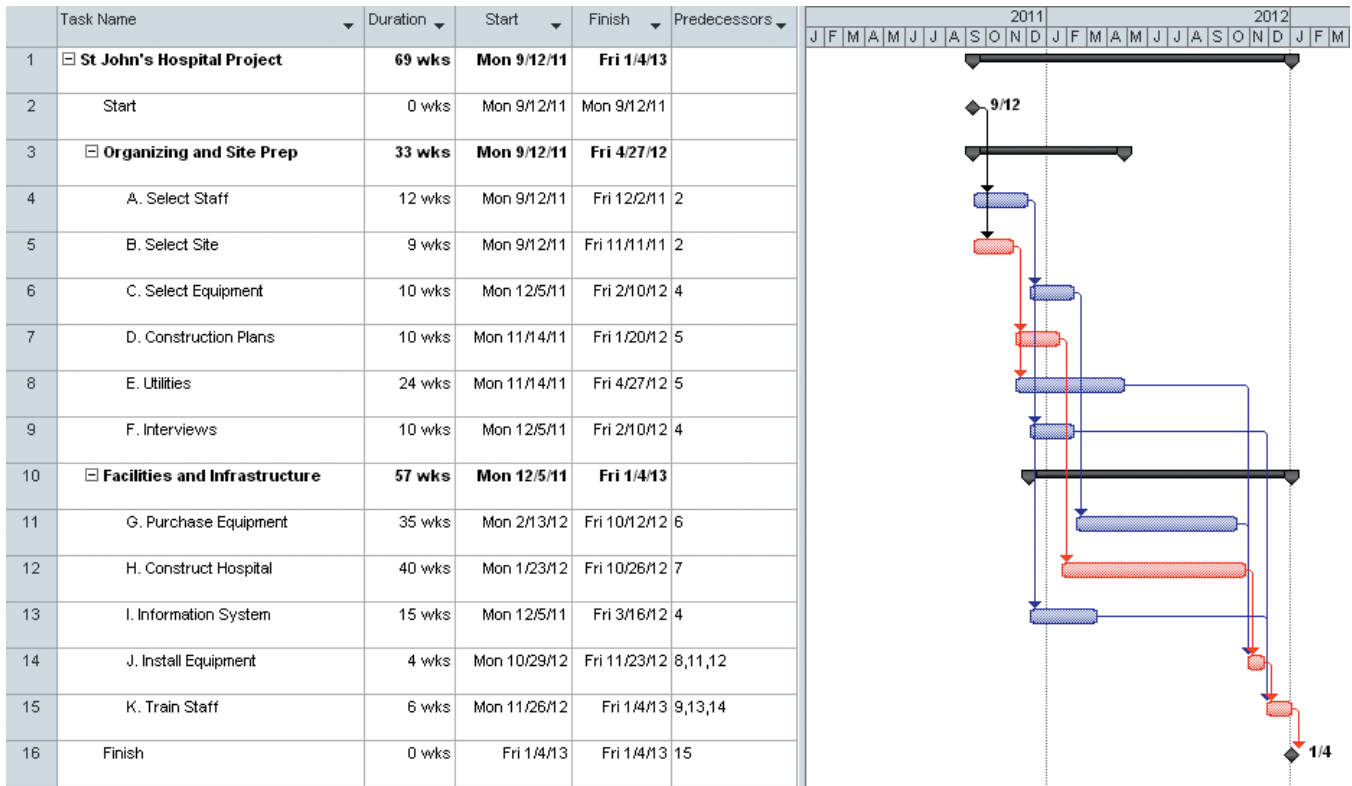 Task Name Duration Start Finish Predecessors 2011 2012
J F M A M J J A S O N D J F M A M J J A S O N D J F M
1 St John's Hospital Project 69 wks Mon 9/12/11 Fri 1/4/13
2 Start 0 wks Mon 9/12/11 Mon 9/12/11 9/12
3 Organizing and Site Prep 33 wks Mon 9/12/11 Fri 4/27/12
4 A. Select Staff 12 wks Mon 9/12/11 Fri 12/2/11 2
5 B. Select Site 9 wks Mon 9/12/11 Fri 11/11/11 2
6 C. Select Equipment 10 wks Mon 12/5/11 Fri 2/10/12 4
7 D. Construction Plans 10 wks Mon 11/14/11 Fri 1/20/12 5
8 E. Utilities 24 wks Mon 11/14/11 Fri 4/27/12 5
9 F. Interviews 10 wks Mon 12/5/11 Fri 2/10/12 4
10 Facilities and Infrastructure 57 wks Mon 12/5/11 Fri 1/4/13
11 G. Purchase Equipment 35 wks Mon 2/13/12 Fri 10/12/12 6
12 H. Construct Hospital 40 wks Mon 1/23/12 Fri 10/26/12 7
13 I. Information System 15 wks Mon 12/5/11 Fri 3/16/12 4
14 J. Install Equipment 4 wks Mon 10/29/12 Fri 11/23/12 8,11,12
15 K. Train Staff 6 wks Mon 11/26/12 Fri 1/4/13 9,13,14
16 Finish 0 wks Fri 1/4/13 Fri 1/4/13 15 1/4